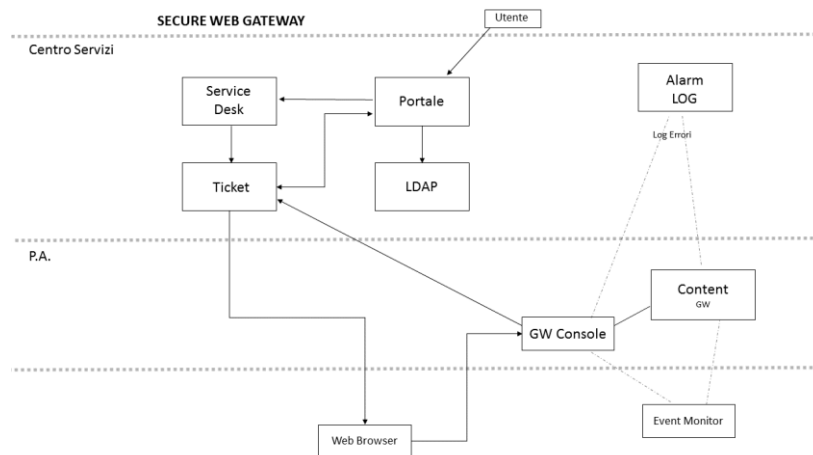 SECURE WEB GATEWAY
Utente
Centro Servizi
Service
Desk
Portale
Alarm
LOG
Log Errori
Ticket
LDAP
P.A.
Content
GW
GW Console
Event Monitor
Web Browser